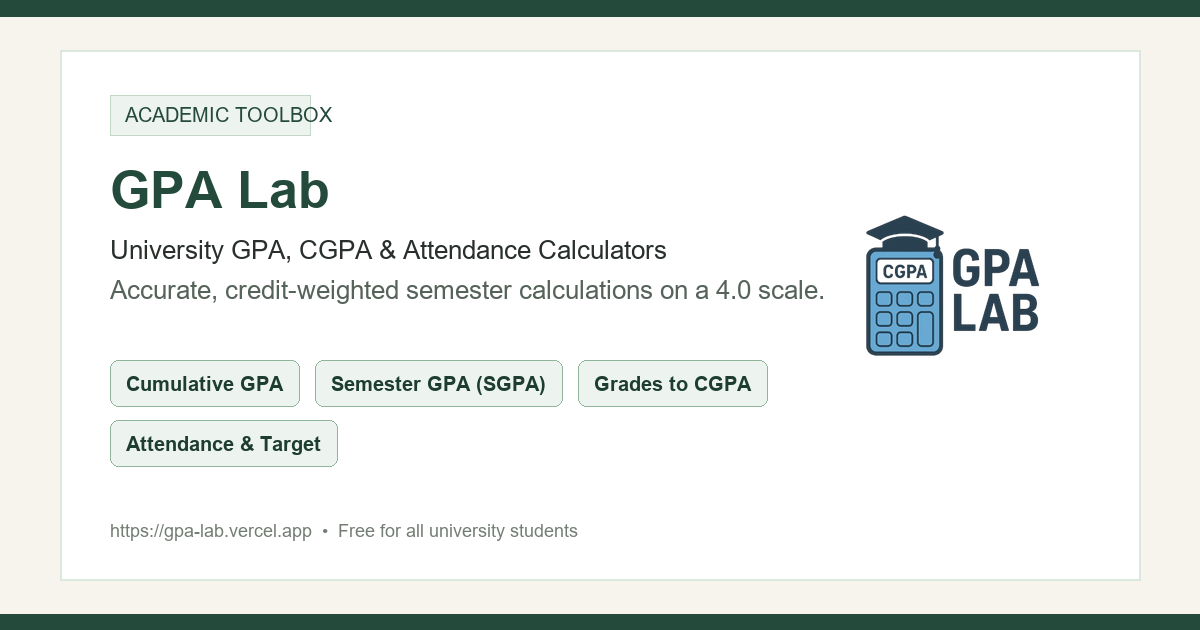 ACADEMIC TOOLBOX
GPA Lab
University GPA, CGPA & Attendance Calculators
Accurate, credit-weighted semester calculations on a 4.0 scale.
CGPA
GPA
LAB
Cumulative GPA
Semester GPA (SGPA)
Grades to CGPA
Attendance & Target
https://gpa-lab.vercel.app • Free for all university students